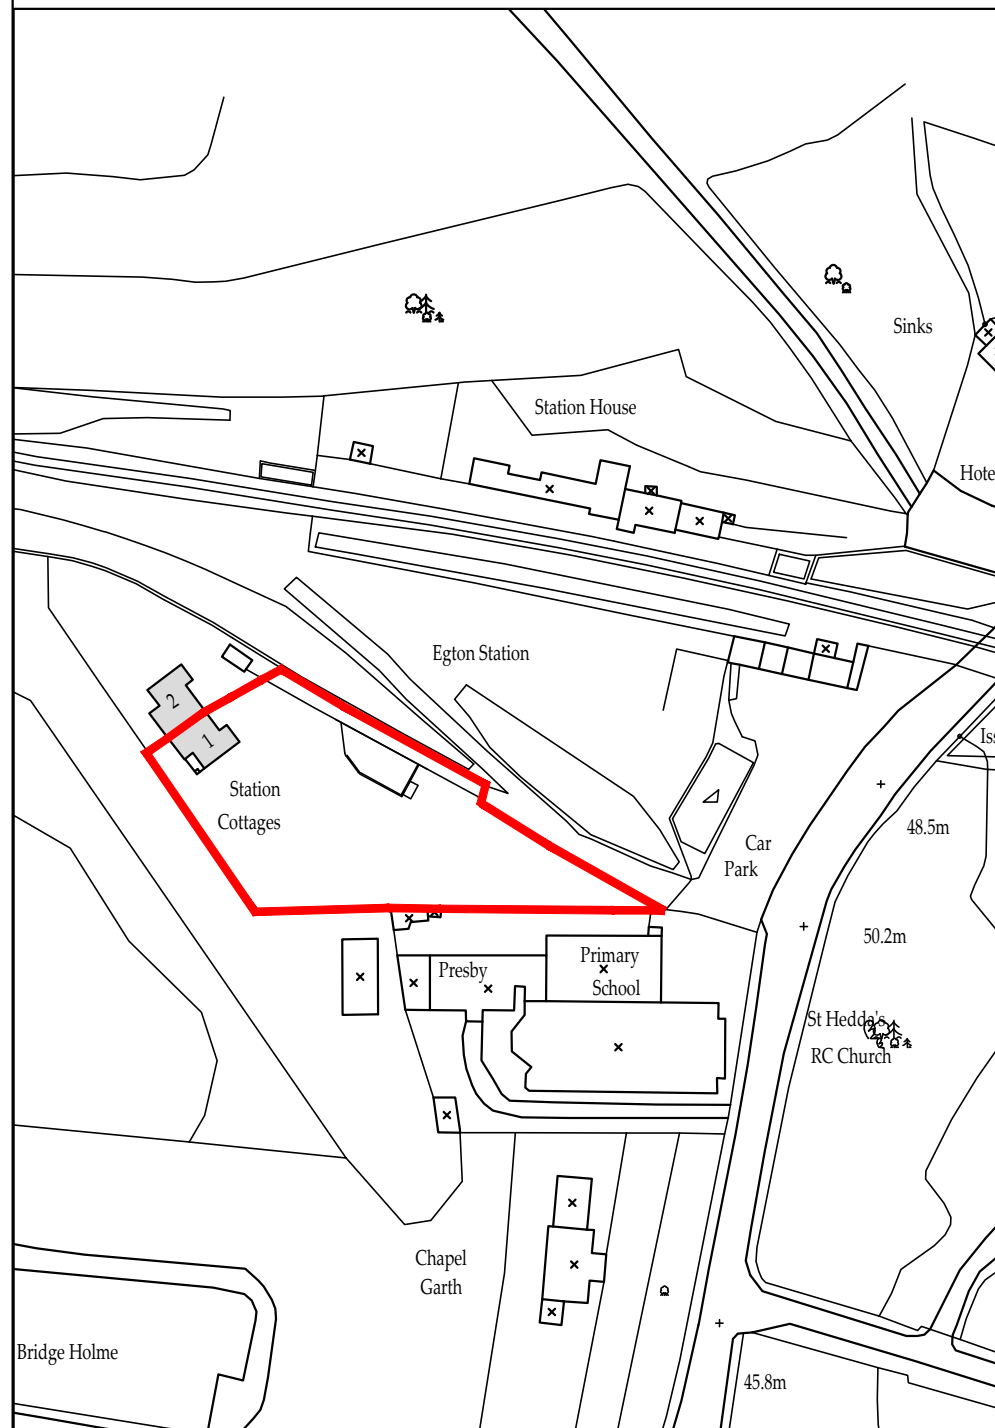 Sinks
Station House
Hote
Egton Station
2
1
Iss
Station
Cottages
48.5m
Car
Park
50.2m
Primary
School
Presby
St Hedda's
RC Church
Chapel
Garth
Bridge Holme
45.8m